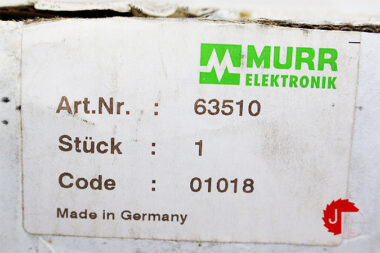 MURR
ELEKTRONIK
Art.Nr. : 63510
Stück : 1
Code : 01018
Made in Germany